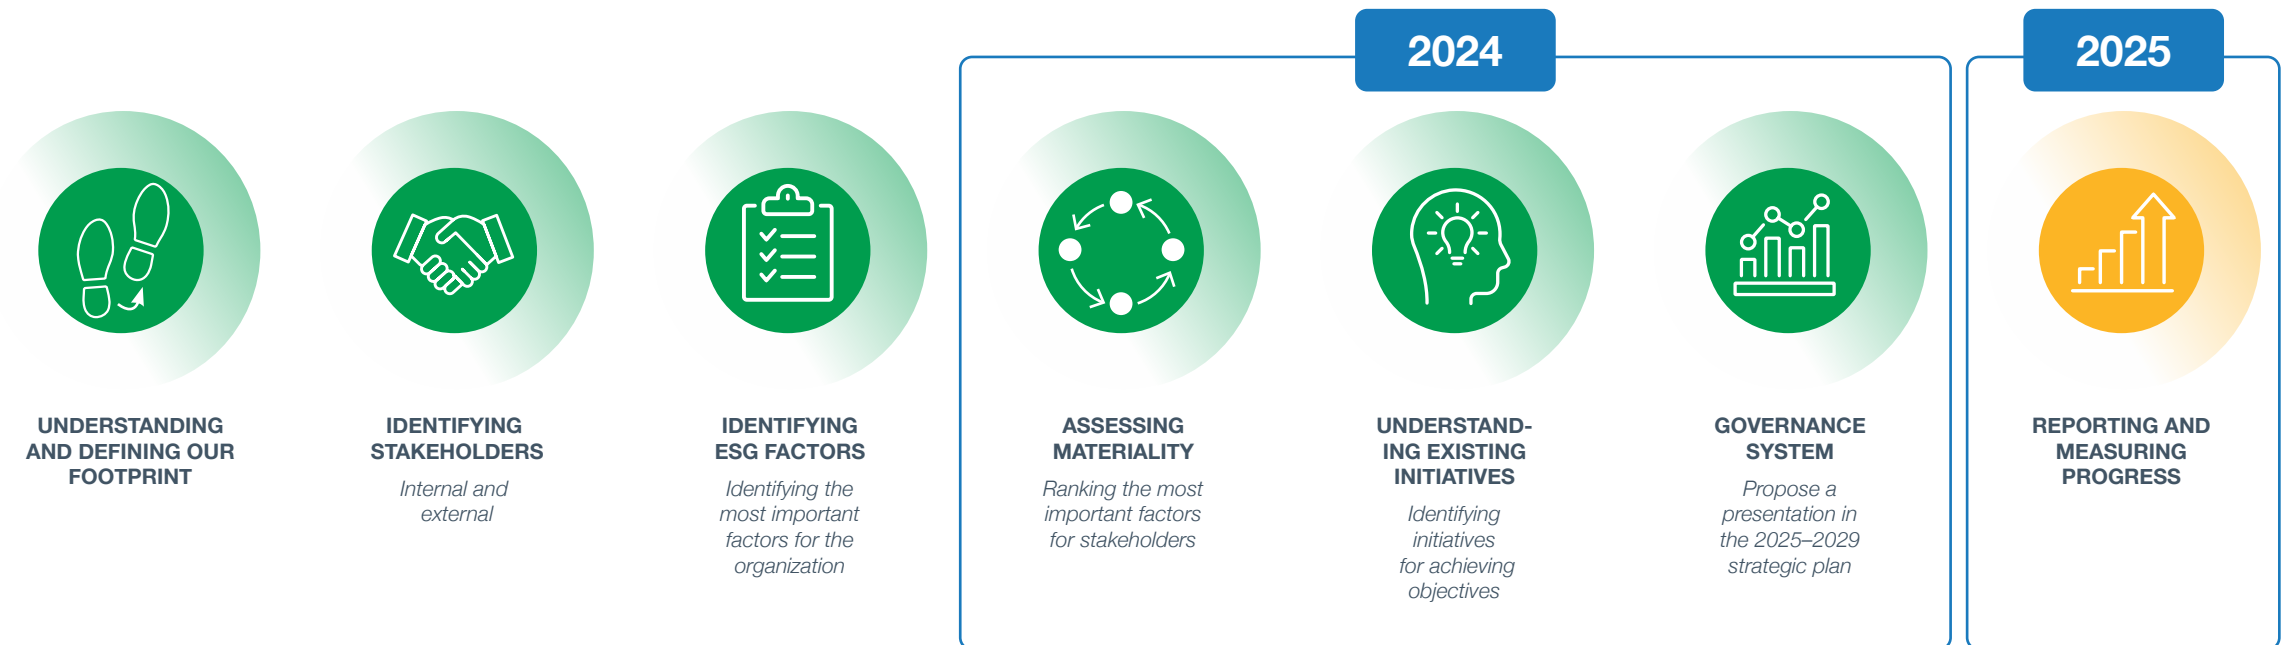 2024
2025
UNDERSTANDING
AND DEFINING OUR
FOOTPRINT
IDENTIFYING
STAKEHOLDERS
Internal and
external
IDENTIFYING
ESG FACTORS
Identifying the
most important
factors for the
organization
ASSESSING
MATERIALITY
Ranking the most
important factors
for stakeholders
UNDERSTAND-
ING EXISTING
INITIATIVES
Identifying
initiatives
for achieving
objectives
GOVERNANCE
SYSTEM
Propose a
presentation in
the 2025–2029
strategic plan
REPORTING AND
MEASURING
PROGRESS